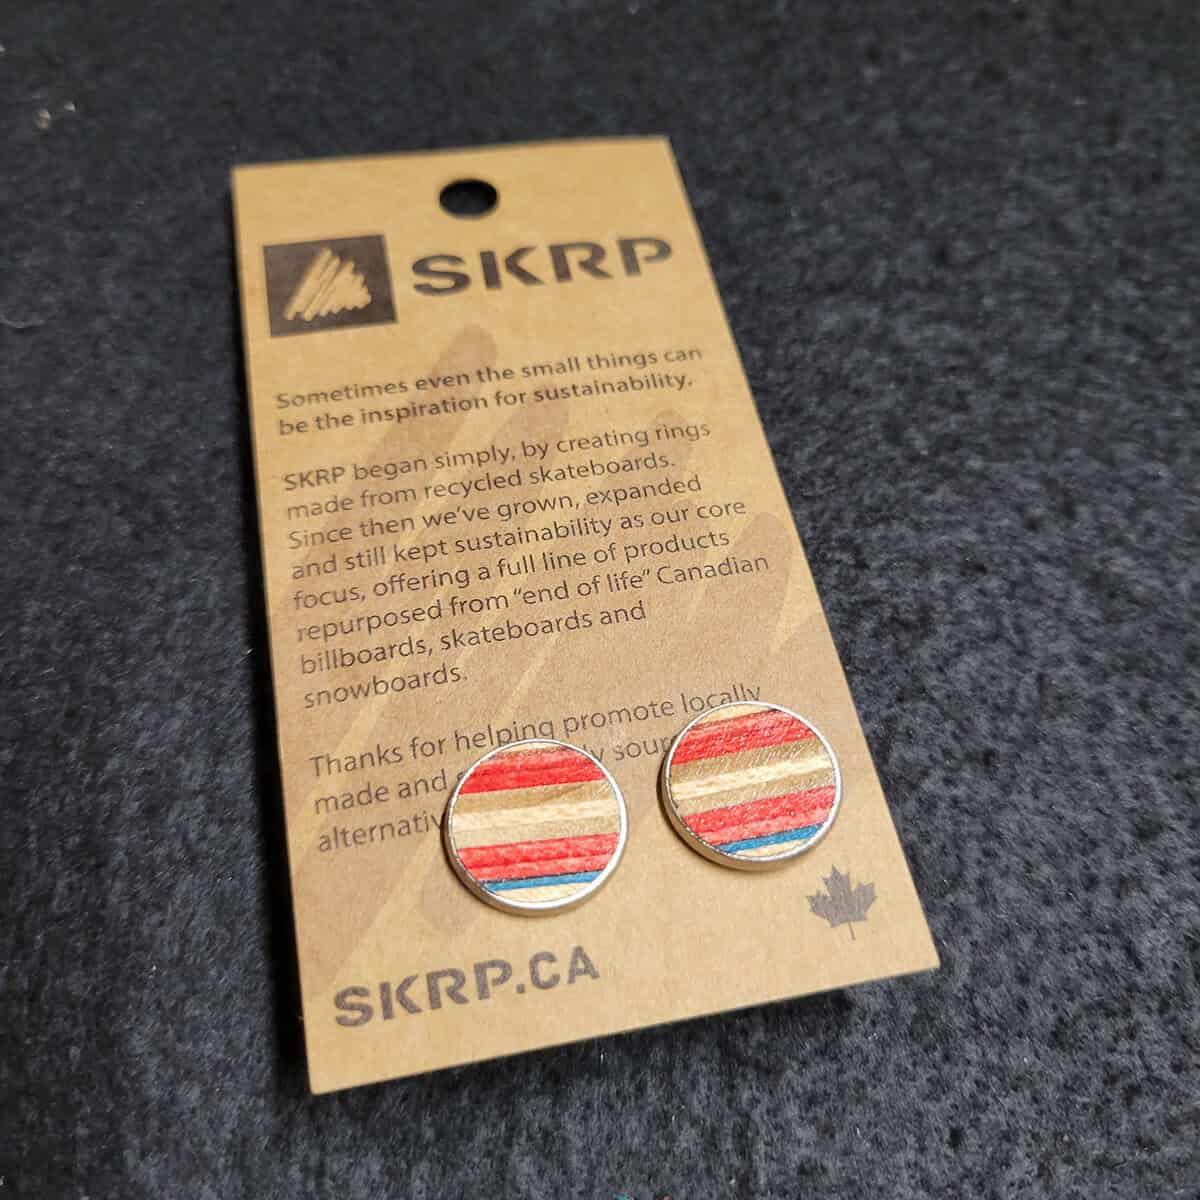 SKRP
Sometimes even the small things can
be the inspiration for sustainability.
SKRP began simply, by creating rings
made from recycled skateboards.
Since then we've grown, expanded
and still kept sustainability as our core
focus, offering a full line of products
repurposed from "end of life" Canadian
billboards, skateboards and
snowboards.
Thanks for helping promote locally
made and
SKRP.CA